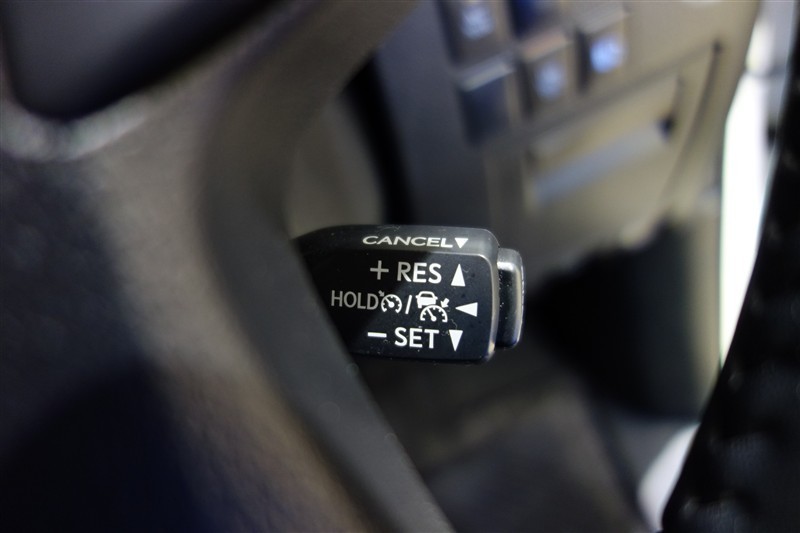 CANCEL▼
+ RES ▲
HOLD / ◀
− SET ▼